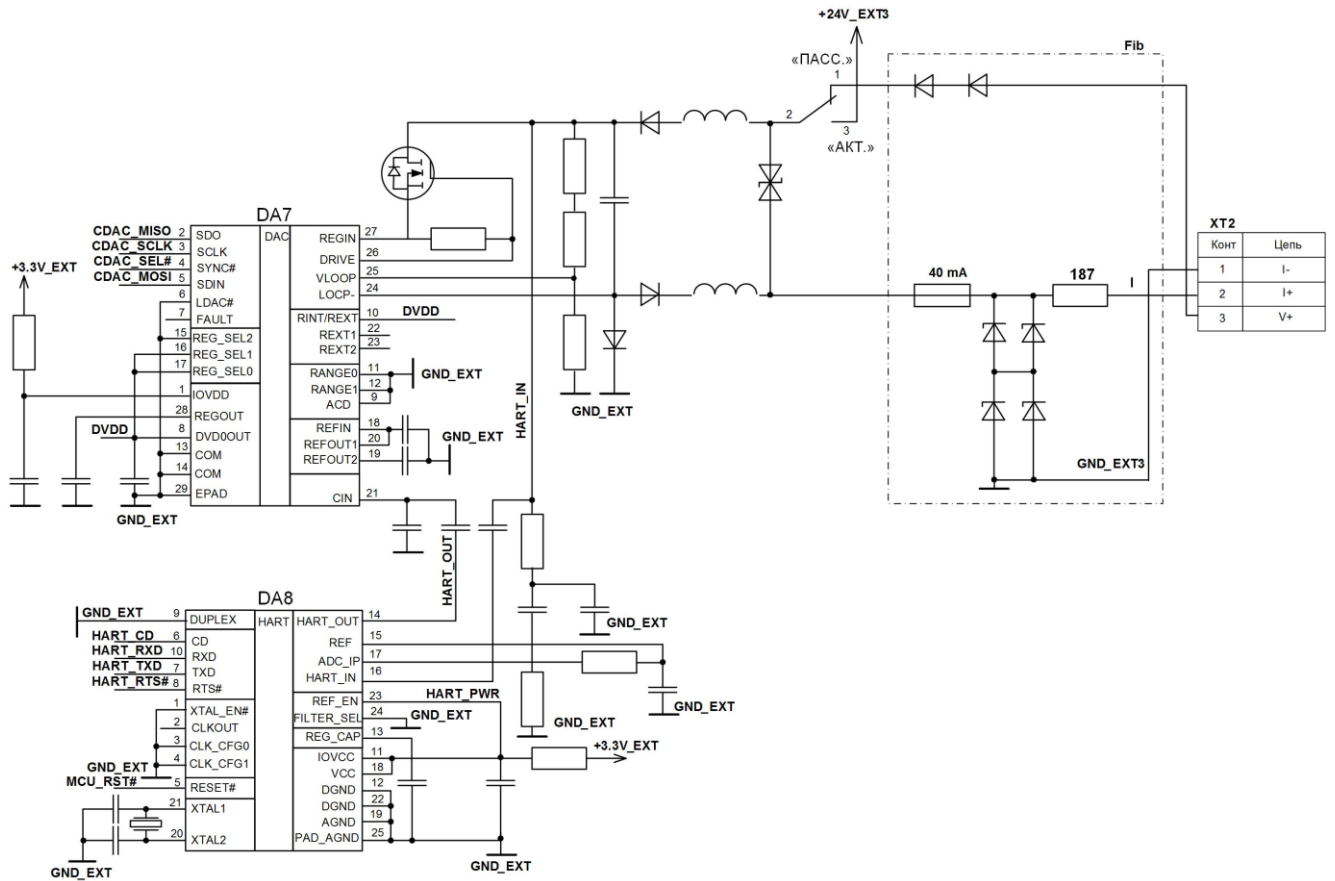 +24V_EXT3
Fib
«ПАСС.»
1
2
3
«АКТ.»
DA7
CDAC_MISO 2 SDO DAC REGIN 27
CDAC_SCLK 3 SCLK DRIVE 26
CDAC_SEL# 4 SYNC# VLOOP 25
CDAC_MOSI 5 SDIN LOCP- 24
+3.3V_EXT
6 LDAC#
7 FAULT RINT/REXT 10 DVDD
15 REG_SEL2 REXT1 22
16 REG_SEL1 REXT2 23
17 REG_SEL0 RANGE0 11 GND_EXT
RANGE1 12
1 IOVDD ACD 9
28 REGOUT REFIN 18
DVDD 8 DVD0OUT REFOUT1 20 GND_EXT
13 COM REFOUT2 19
14 COM
29 EPAD CIN 21
GND_EXT
GND_EXT
HART_IN
HART_OUT
XT2
Конт Цепь
1 I-
2 I+
3 V+
40 mA
187
I
GND_EXT3
DA8
GND_EXT 9 DUPLEX HART HART_OUT 14
HART_CD 6 CD REF 15
HART_RXD 10 RXD ADC_IP 17
HART_TXD 7 TXD HART_IN 16
HART_RTS# 8 RTS#
1 XTAL_EN# REF_EN 23 HART_PWR
2 CLKOUT FILTER_SEL 24 GND_EXT
3 CLK_CFG0 REG_CAP 13
4 CLK_CFG1 IOVCC 11 +3.3V_EXT
GND_EXT
MCU_RST# 5 RESET# VCC 18
DGND 12
21 XTAL1 DGND 22
AGND 19
20 XTAL2 PAD_AGND 25
GND_EXT
GND_EXT
GND_EXT
GND_EXT
GND_EXT